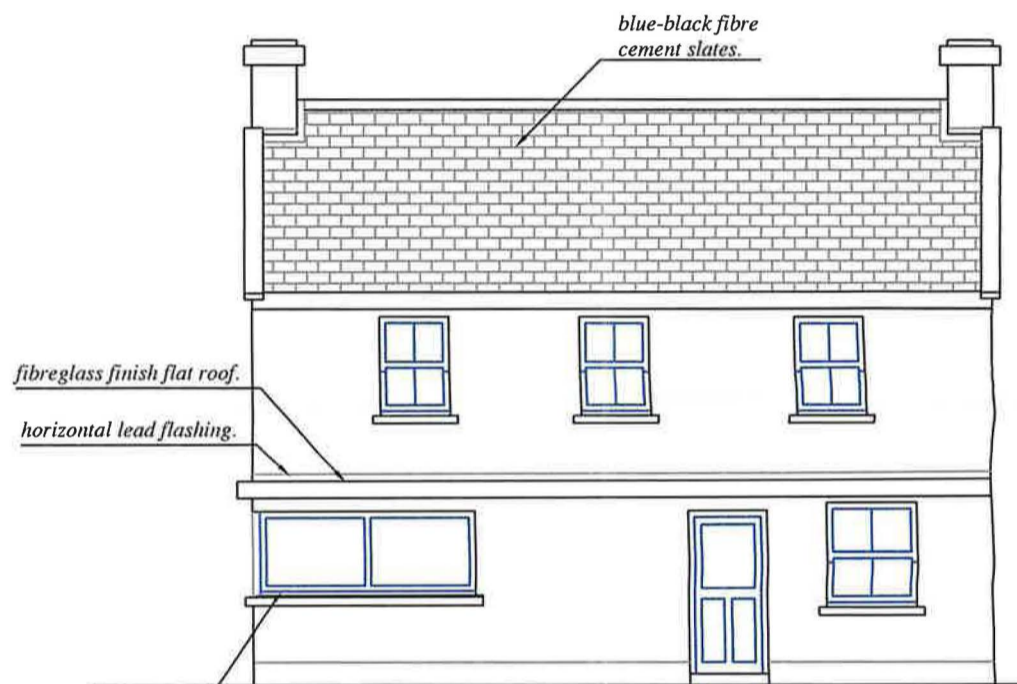 blue-black fibre
cement slates.
fibreglass finish flat roof.
horizontal lead flashing.